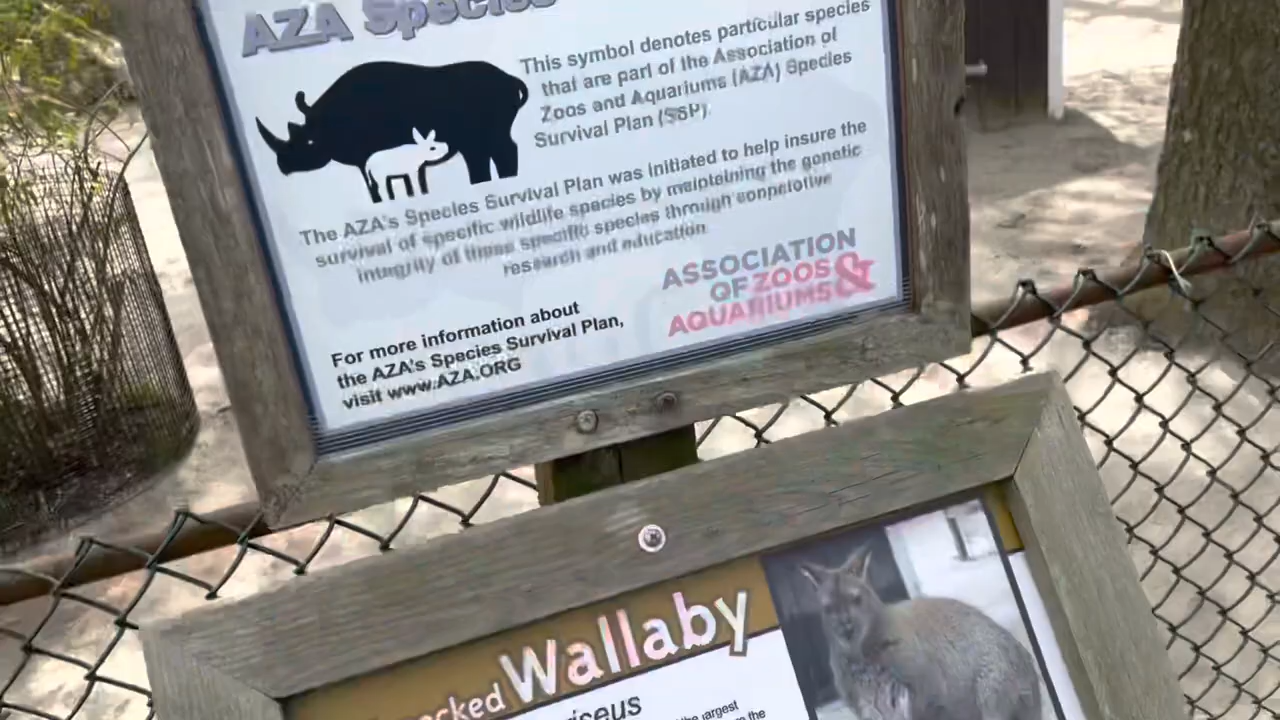 AZA Species
This symbol denotes particular species
that are part of the Association of
Zoos and Aquariums (AZA) Species
Survival Plan (SSP).
The AZA's Species Survival Plan was initiated to help insure the
survival of specific wildlife species by maintaining the genetic
integrity of these specific species through
research and education
ASSOCIATION
OF ZOOS &
AQUARIUMS
For more information about
the AZA's Species Survival Plan,
visit www.AZA.ORG
Wallaby
largest
the